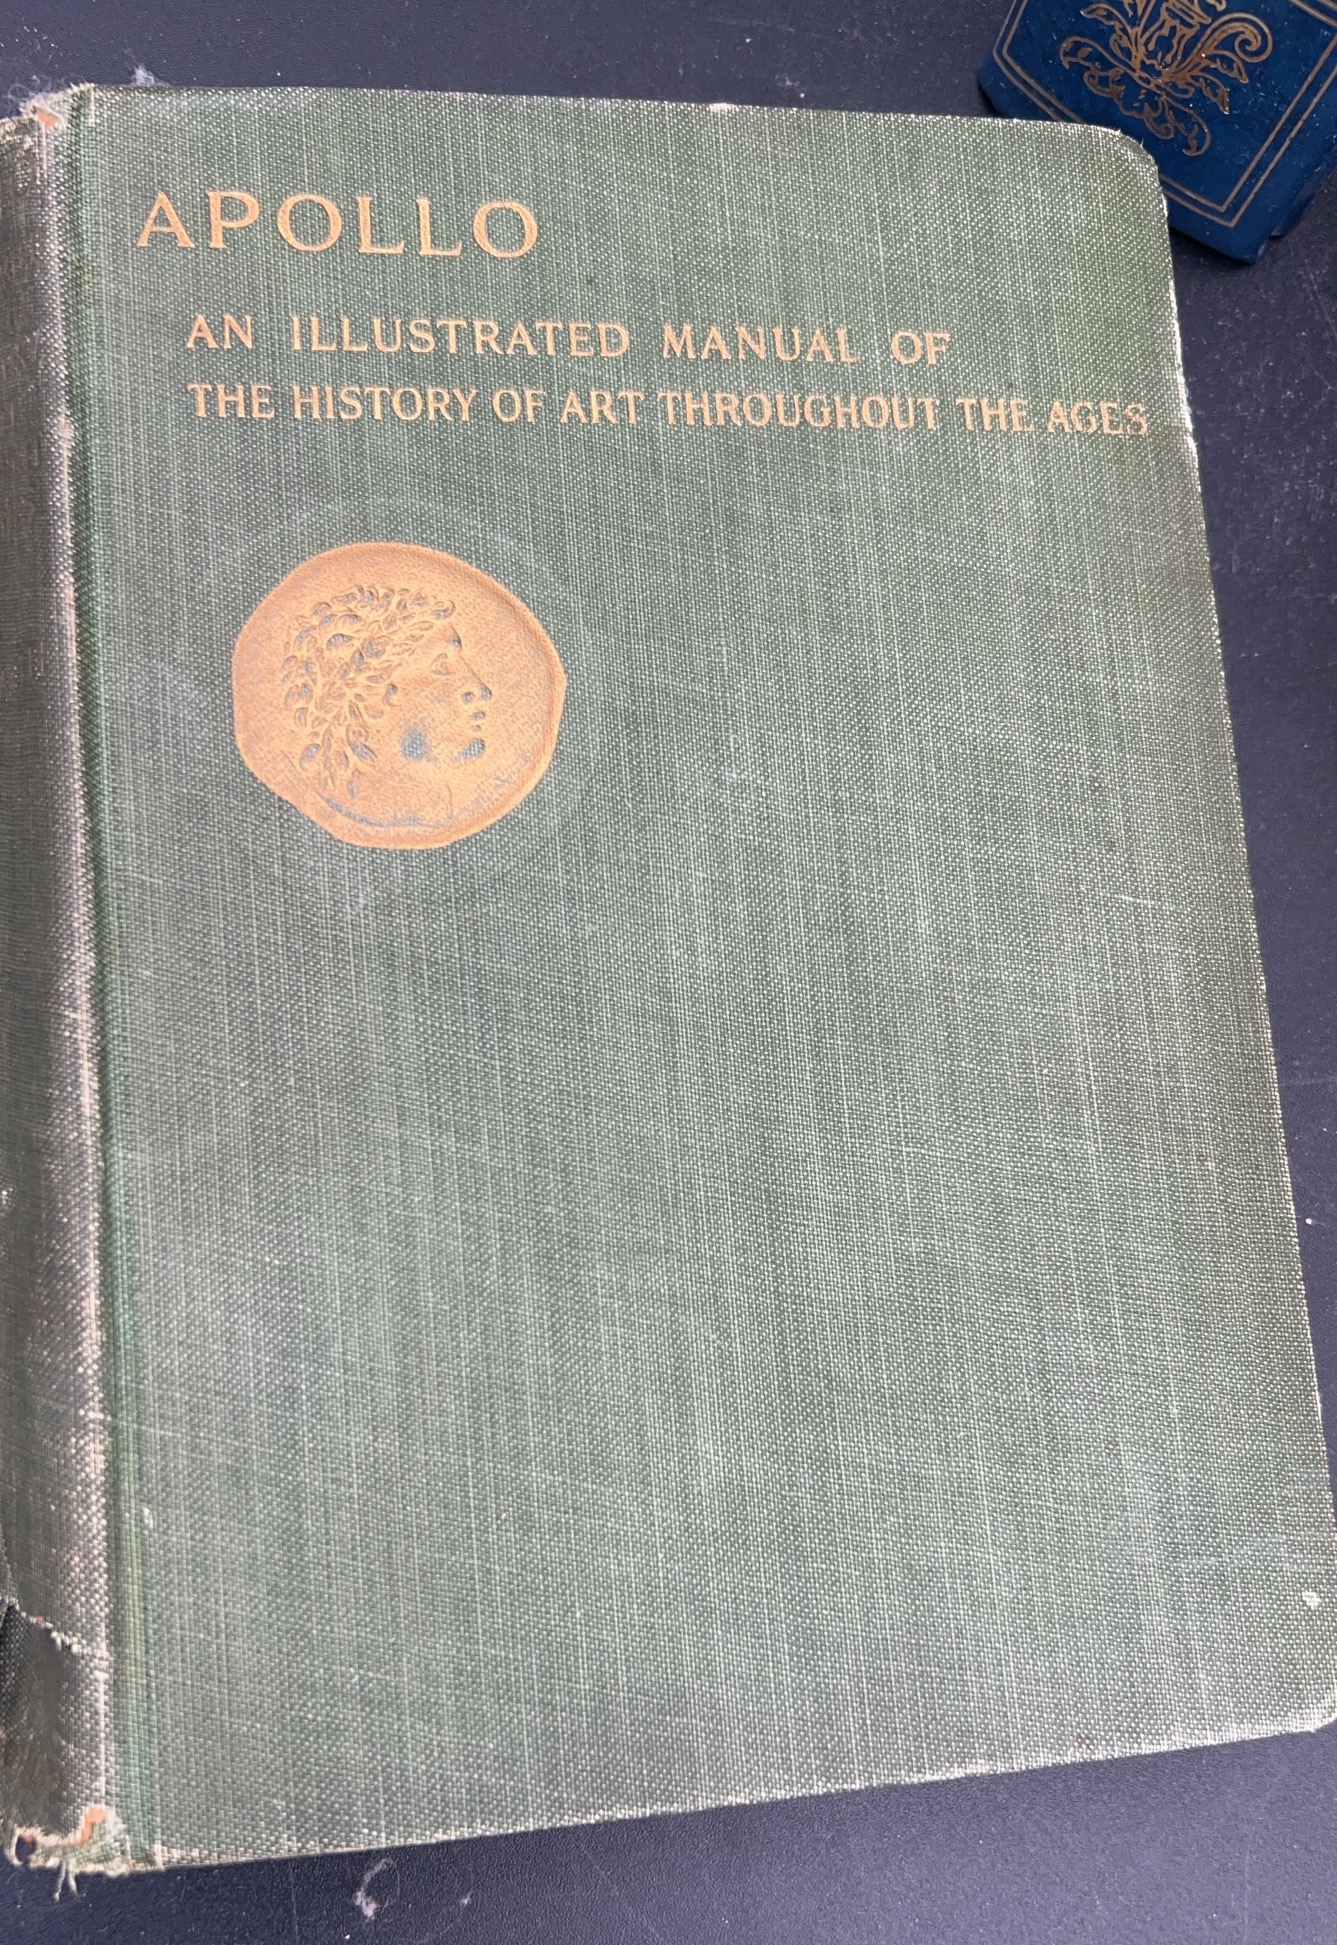 APOLLO
AN ILLUSTRATED MANUAL OF
THE HISTORY OF ART THROUGHOUT THE AGES